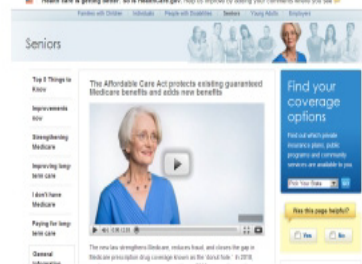 Health care is getting better. So is HealthCare.gov. Help us improve by leaving your comments
Families with Children Individuals People with Disabilities Seniors Young Adults Employers
Seniors
Top 5 Things to
Know
Improvements
now
Strengthening
Medicare
Improving long-
term care
I don't have
Medicare
Paying for long-
term care
General
information
The Affordable Care Act protects existing guaranteed
Medicare benefits and adds new benefits
The new law strengthens Medicare, reduces fraud, and closes the gap in
Medicare prescription drug coverage known as the "donut hole." In 2010,
Find your
coverage
options
Find out which private
insurance plans, public
programs and community
services are available to you.
Pick Your State
Was this page helpful?
Yes
No